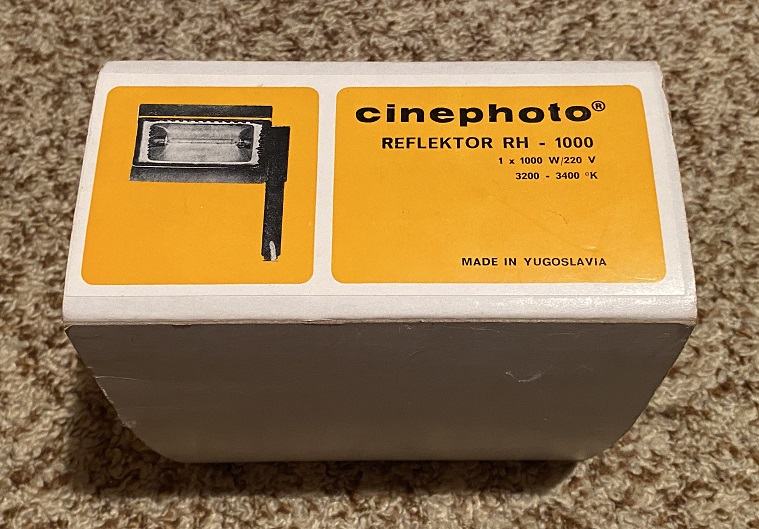 cinephoto®
REFLEKTOR RH - 1000
1 x 1000 W/220 V
3200 - 3400 °K
MADE IN YUGOSLAVIA